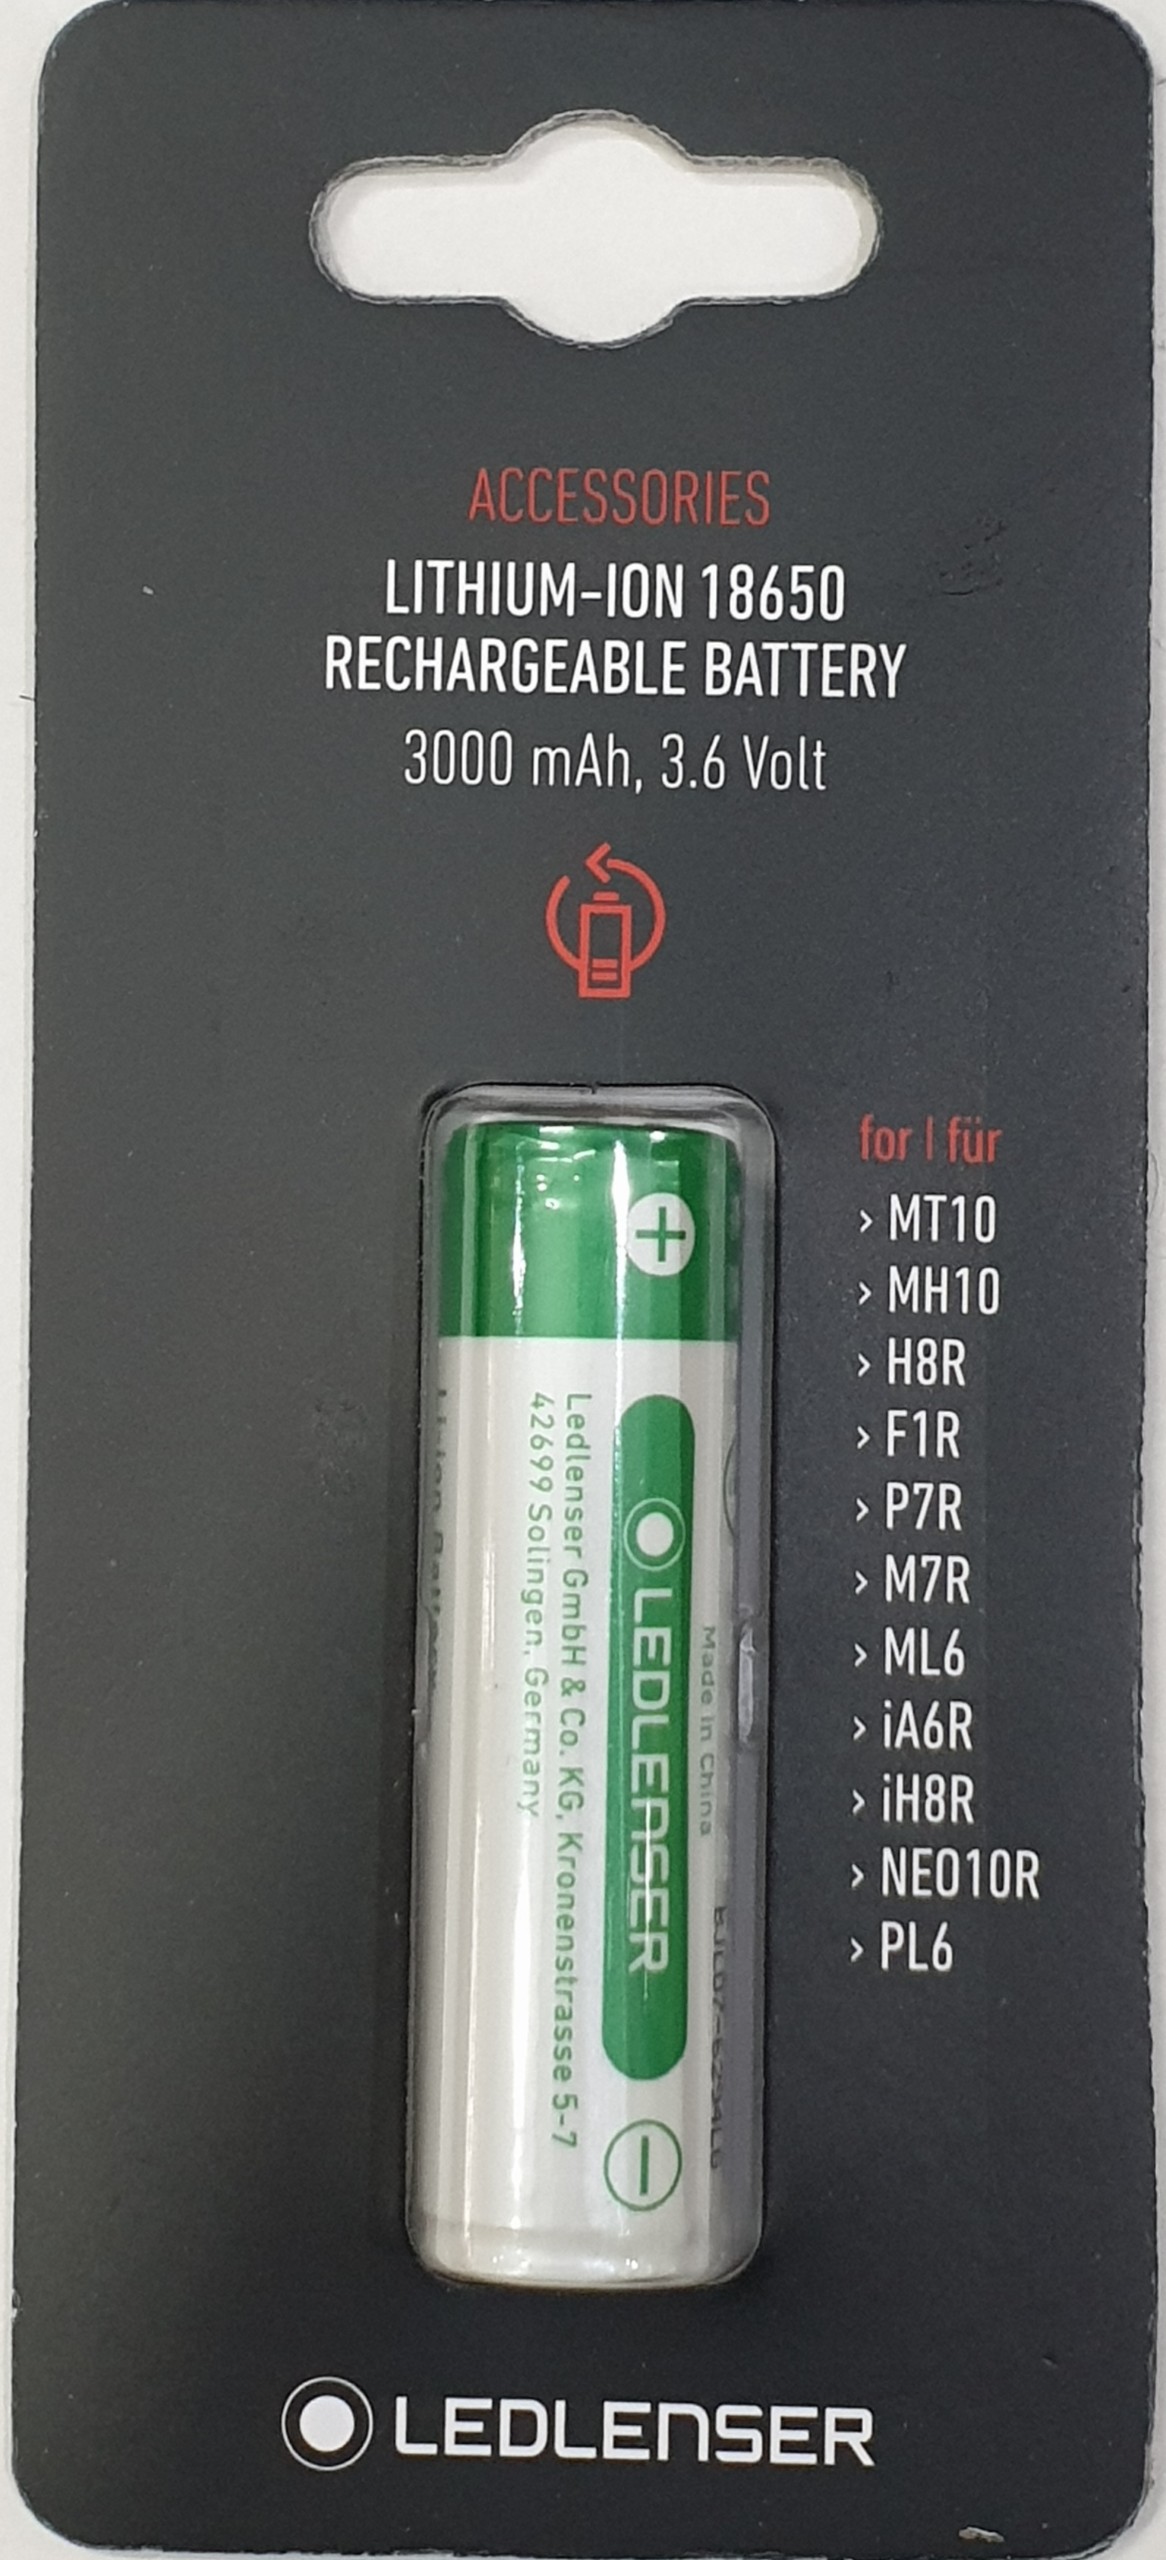 ACCESSORIES
LITHIUM-ION 18650
RECHARGEABLE BATTERY
3000 mAh, 3.6 Volt
for | für
› MT10
› MH10
› H8R
› F1R
› P7R
› M7R
› ML6
› iA6R
› iH8R
› NEO10R
› PL6
+
Made in China
LEDLENSER
−
Ledlenser GmbH & Co. KG, Kronenstrasse 5-7
42699 Solingen, Germany
LEDLENSER